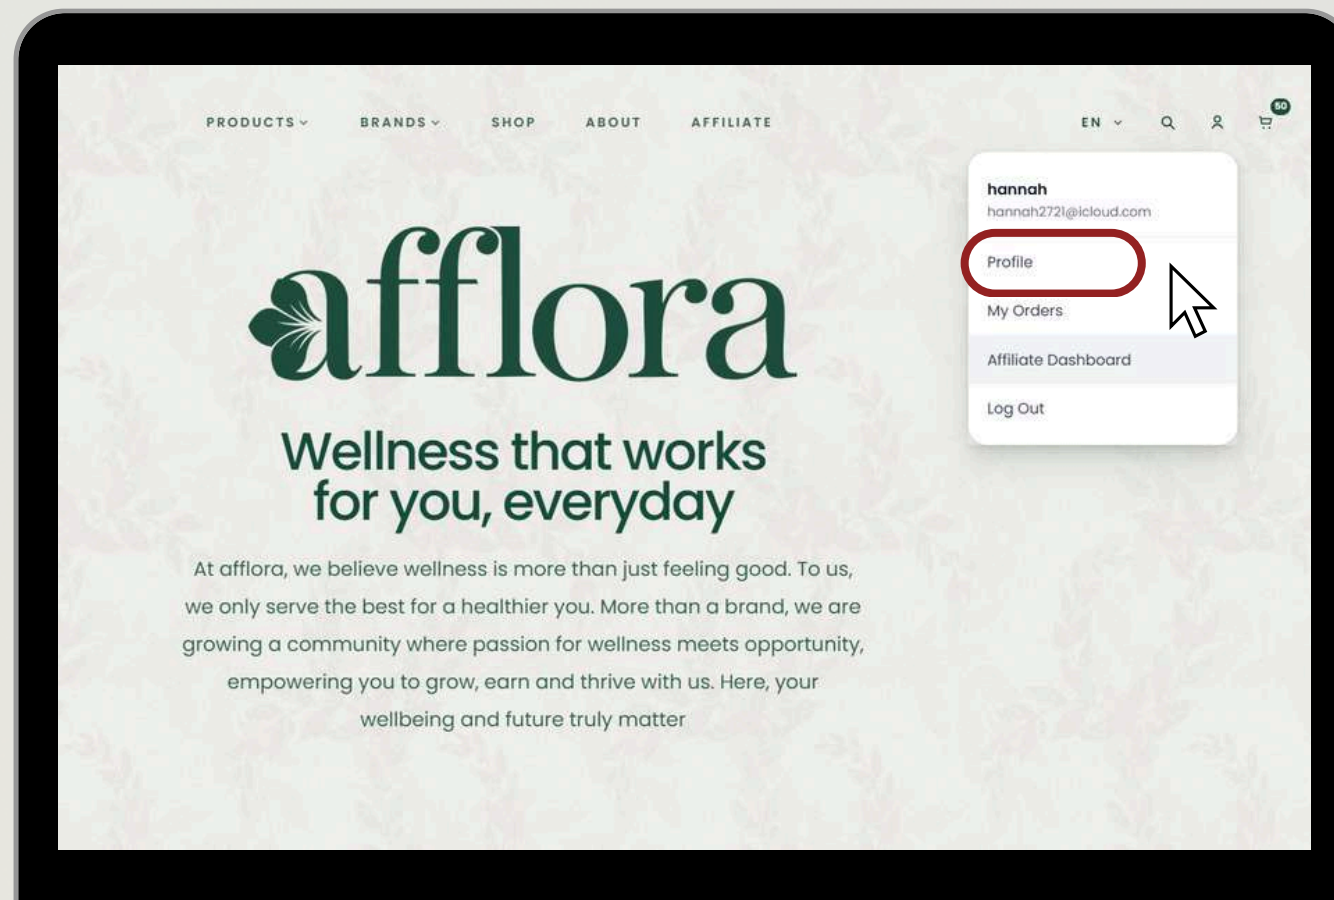 PRODUCTS BRANDS SHOP ABOUT AFFILIATE EN 50
hannah
hannah2721@icloud.com
Profile
My Orders
Affiliate Dashboard
Log Out
afflora
Wellness that works
for you, everyday
At afflora, we believe wellness is more than just feeling good. To us,
we only serve the best for a healthier you. More than a brand, we are
growing a community where passion for wellness meets opportunity,
empowering you to grow, earn and thrive with us. Here, your
wellbeing and future truly matter